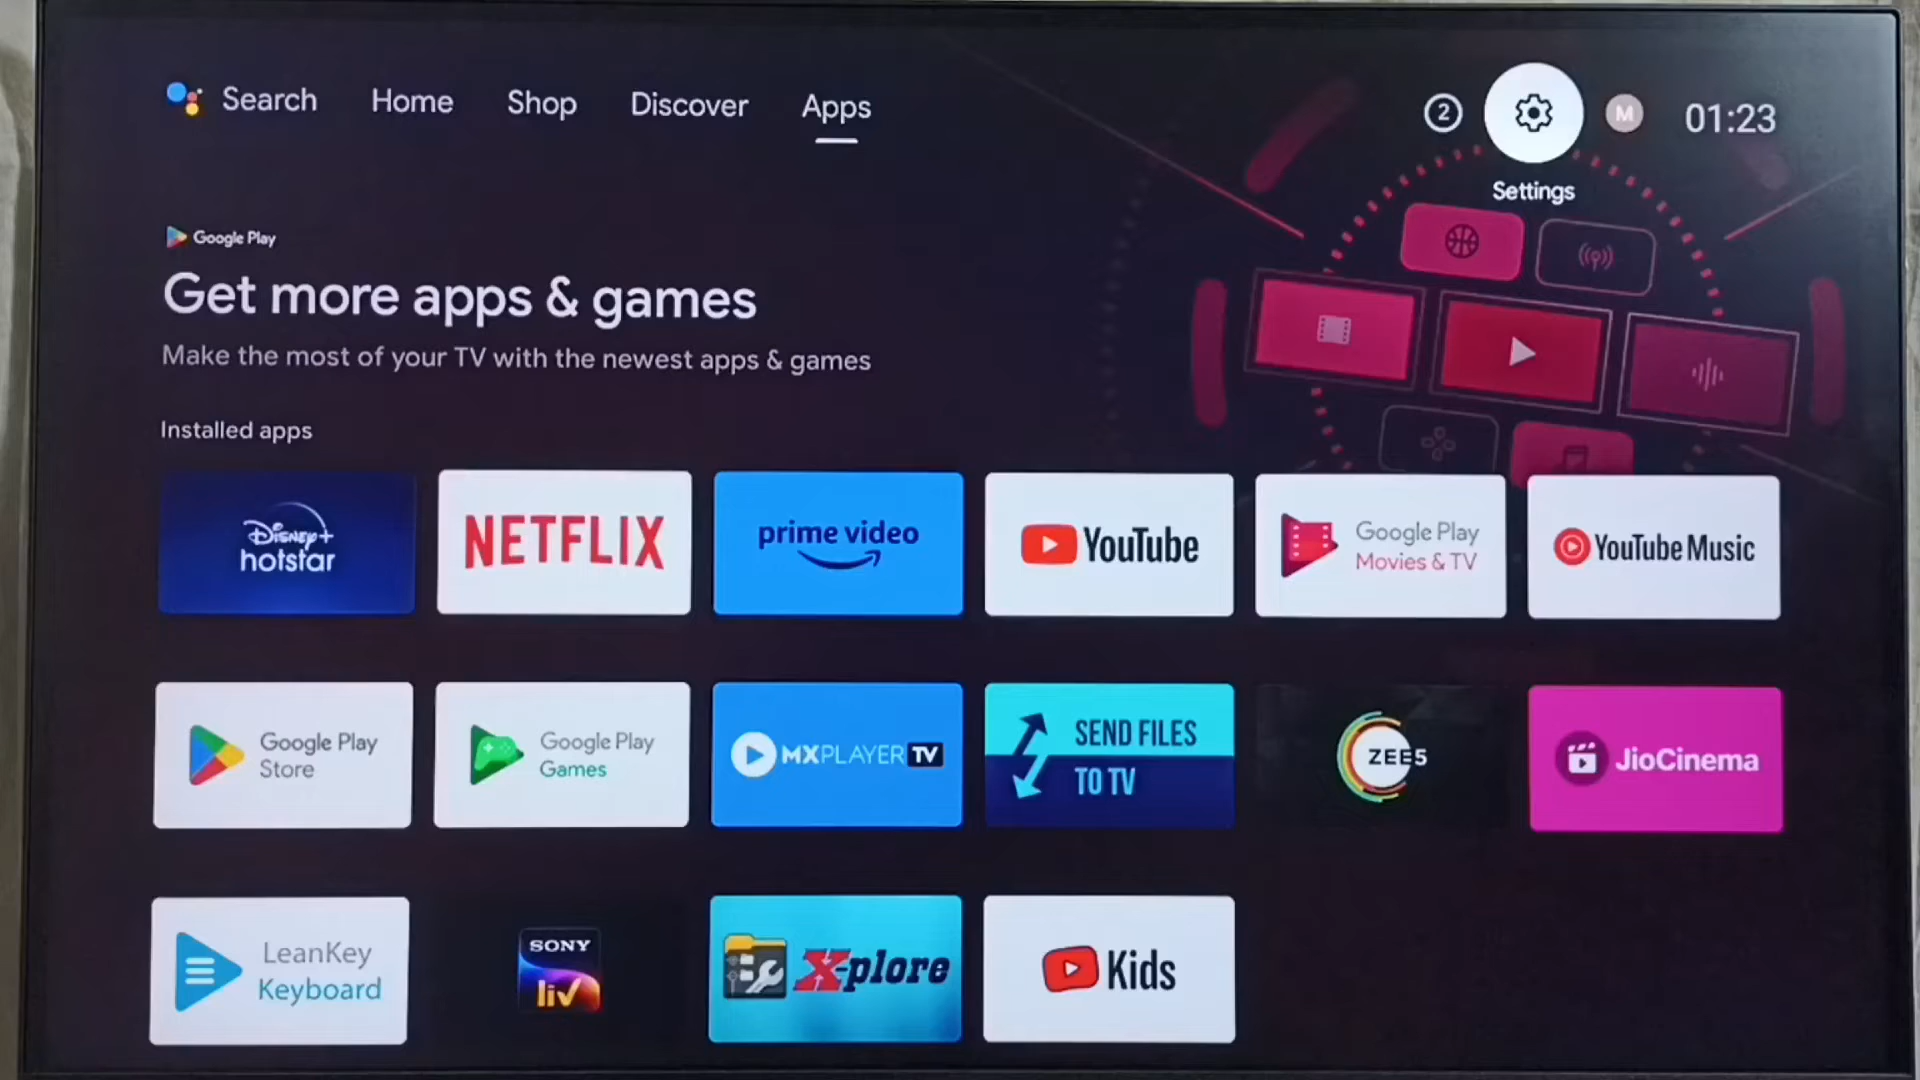 Search Home Shop Discover Apps 2 M 01:23
Settings
Google Play
Get more apps & games
Make the most of your TV with the newest apps & games
Installed apps
Disney+
hotstar
NETFLIX
prime video
YouTube
Google Play
Movies & TV
YouTube Music
Google Play
Store
Google Play
Games
MXPLAYER TV
SEND FILES
TO TV
ZEE5
JioCinema
LeanKey
Keyboard
SONY
liv
X-plore
Kids